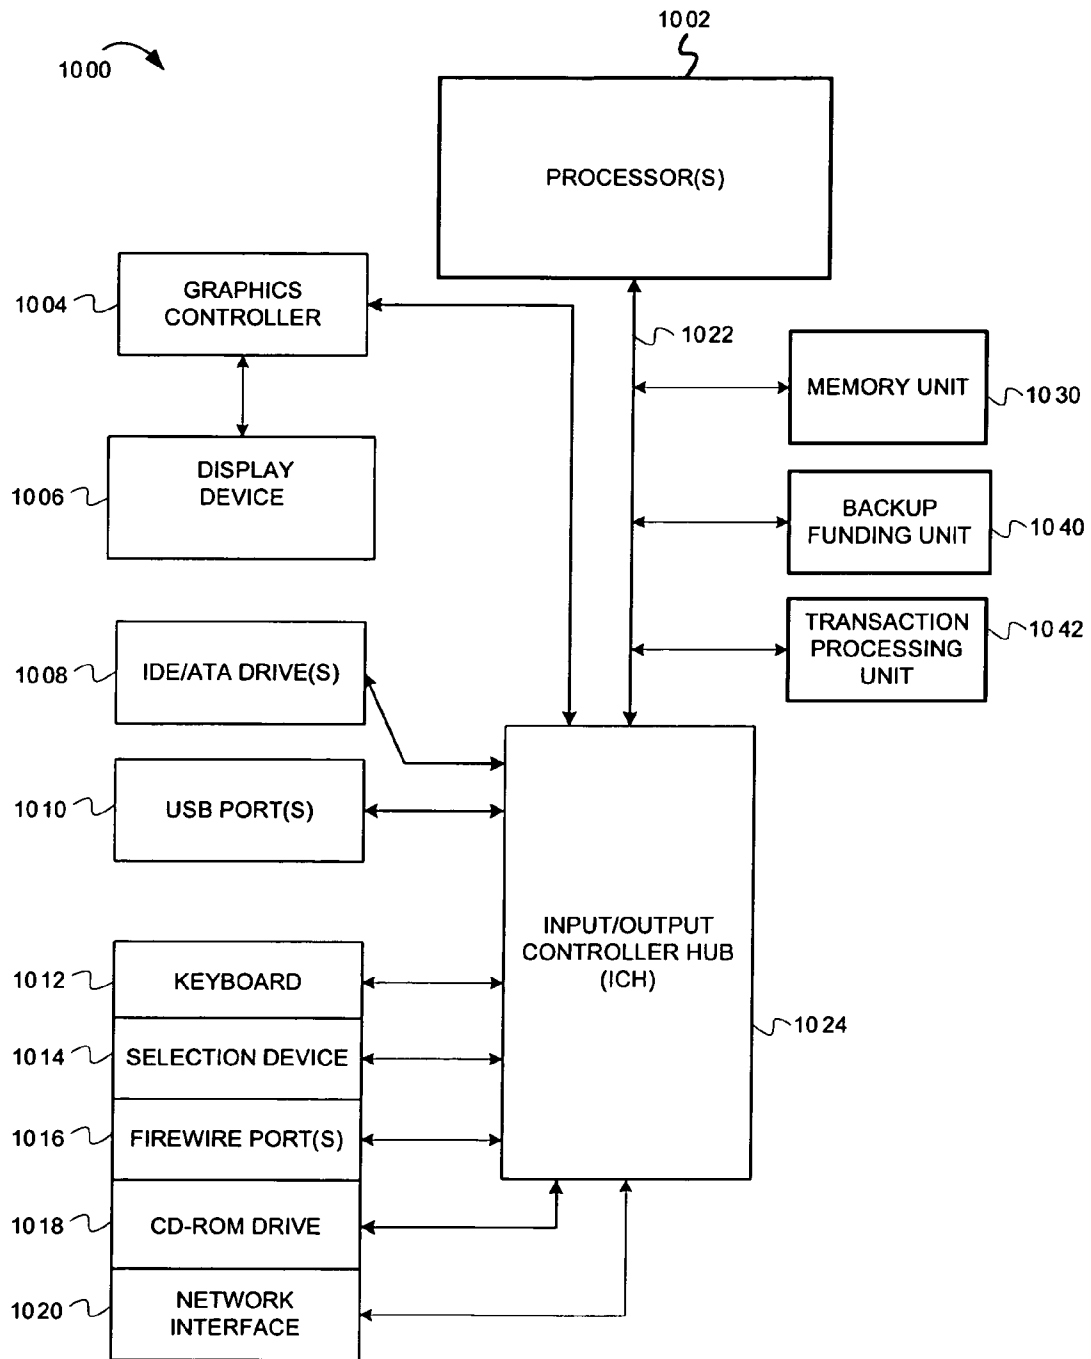 1002
1000
PROCESSOR(S)
1004
GRAPHICS
CONTROLLER
1022
MEMORY UNIT
1030
1006
DISPLAY
DEVICE
BACKUP
FUNDING UNIT
1040
1008
IDE/ATA DRIVE(S)
TRANSACTION
PROCESSING
UNIT
1042
1010
USB PORT(S)
INPUT/OUTPUT
CONTROLLER HUB
(ICH)
1024
1012
KEYBOARD
1014
SELECTION DEVICE
1016
FIREWIRE PORT(S)
1018
CD-ROM DRIVE
1020
NETWORK
INTERFACE